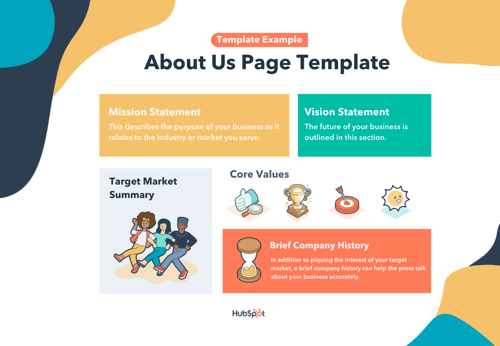 Template Example
About Us Page Template
Mission Statement
This describes the purpose of your business as it
relates to the industry or market you serve.
Vision Statement
The future of your business is
outlined in this section.
Target Market
Summary
Core Values
Brief Company History
In addition to piquing the interest of your target
market, a brief company history can help the press talk
about your business accurately.
HubSpot